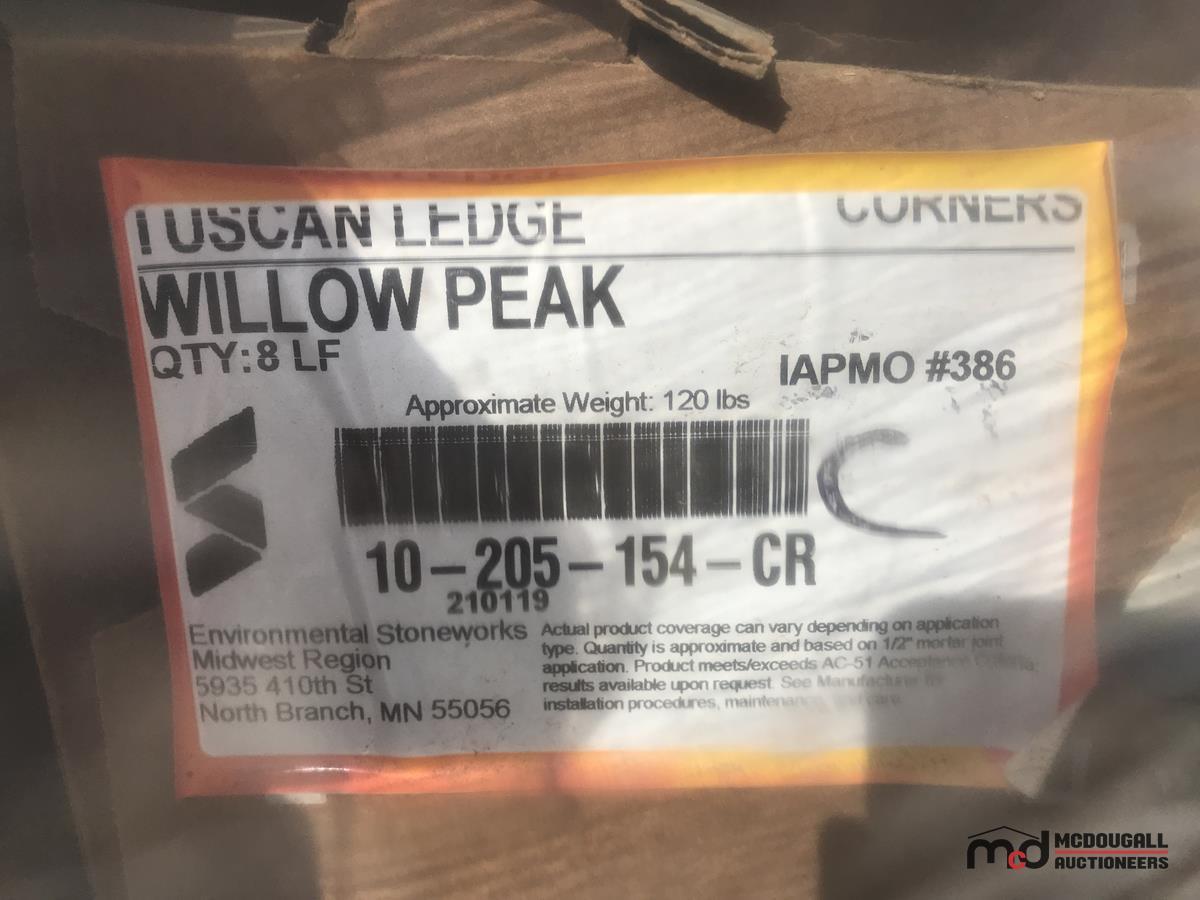 TUSCAN LEDGE CORNERS
WILLOW PEAK
QTY: 8 LF
IAPMO #386
Approximate Weight: 120 lbs
C
10-205-154-CR
210119
Environmental Stoneworks
Midwest Region
5935 410th St
North Branch, MN 55056
Actual product coverage can vary depending on application
type. Quantity is approximate and based on 1/2" mortar joint
application. Product meets/exceeds AC-51 Acceptance Criteria,
results available upon request. See Manufacturer for
installation procedures, maintenance, and care.
mcd MCDOUGALL
AUCTIONEERS